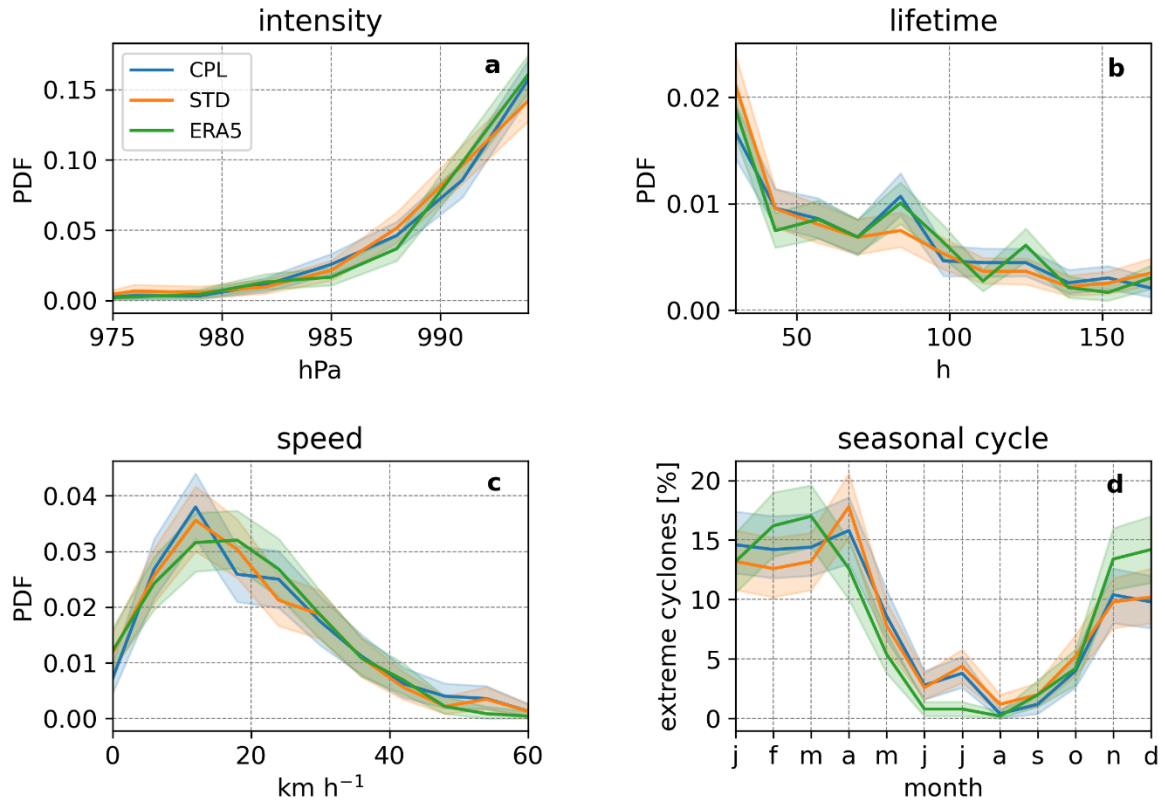 intensity
a
CPL
STD
ERA5
PDF
0.15
0.10
0.05
0.00
975 980 985 990
hPa
lifetime
b
PDF
0.02
0.01
0.00
50 100 150
h
speed
c
PDF
0.04
0.03
0.02
0.01
0.00
0 20 40 60
km h⁻¹
seasonal cycle
d
extreme cyclones [%]
20
15
10
5
0
j f m a m j j a s o n d
month